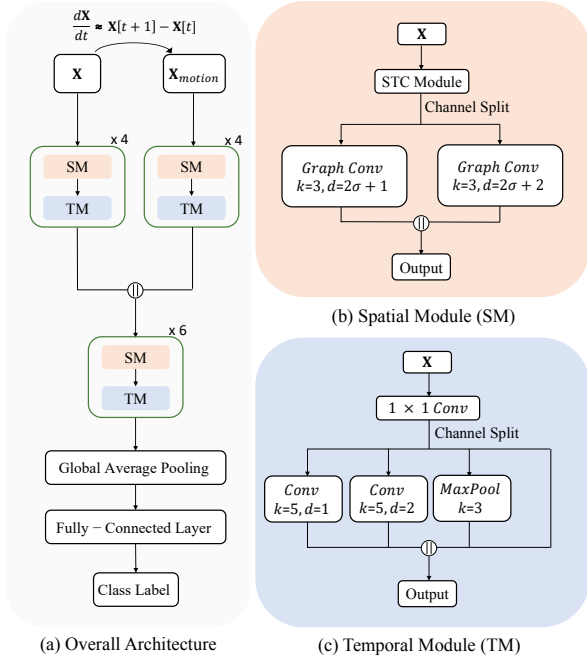 dX/dt ≈ X[t + 1] − X[t]
X
X_motion
x 4
x 4
SM
SM
TM
TM
||
x 6
SM
TM
Global Average Pooling
Fully − Connected Layer
Class Label
(a) Overall Architecture
X
STC Module
Channel Split
Graph Conv
k=3, d=2σ + 1
Graph Conv
k=3, d=2σ + 2
||
Output
(b) Spatial Module (SM)
X
1 × 1 Conv
Channel Split
Conv
k=5, d=1
Conv
k=5, d=2
MaxPool
k=3
||
Output
(c) Temporal Module (TM)